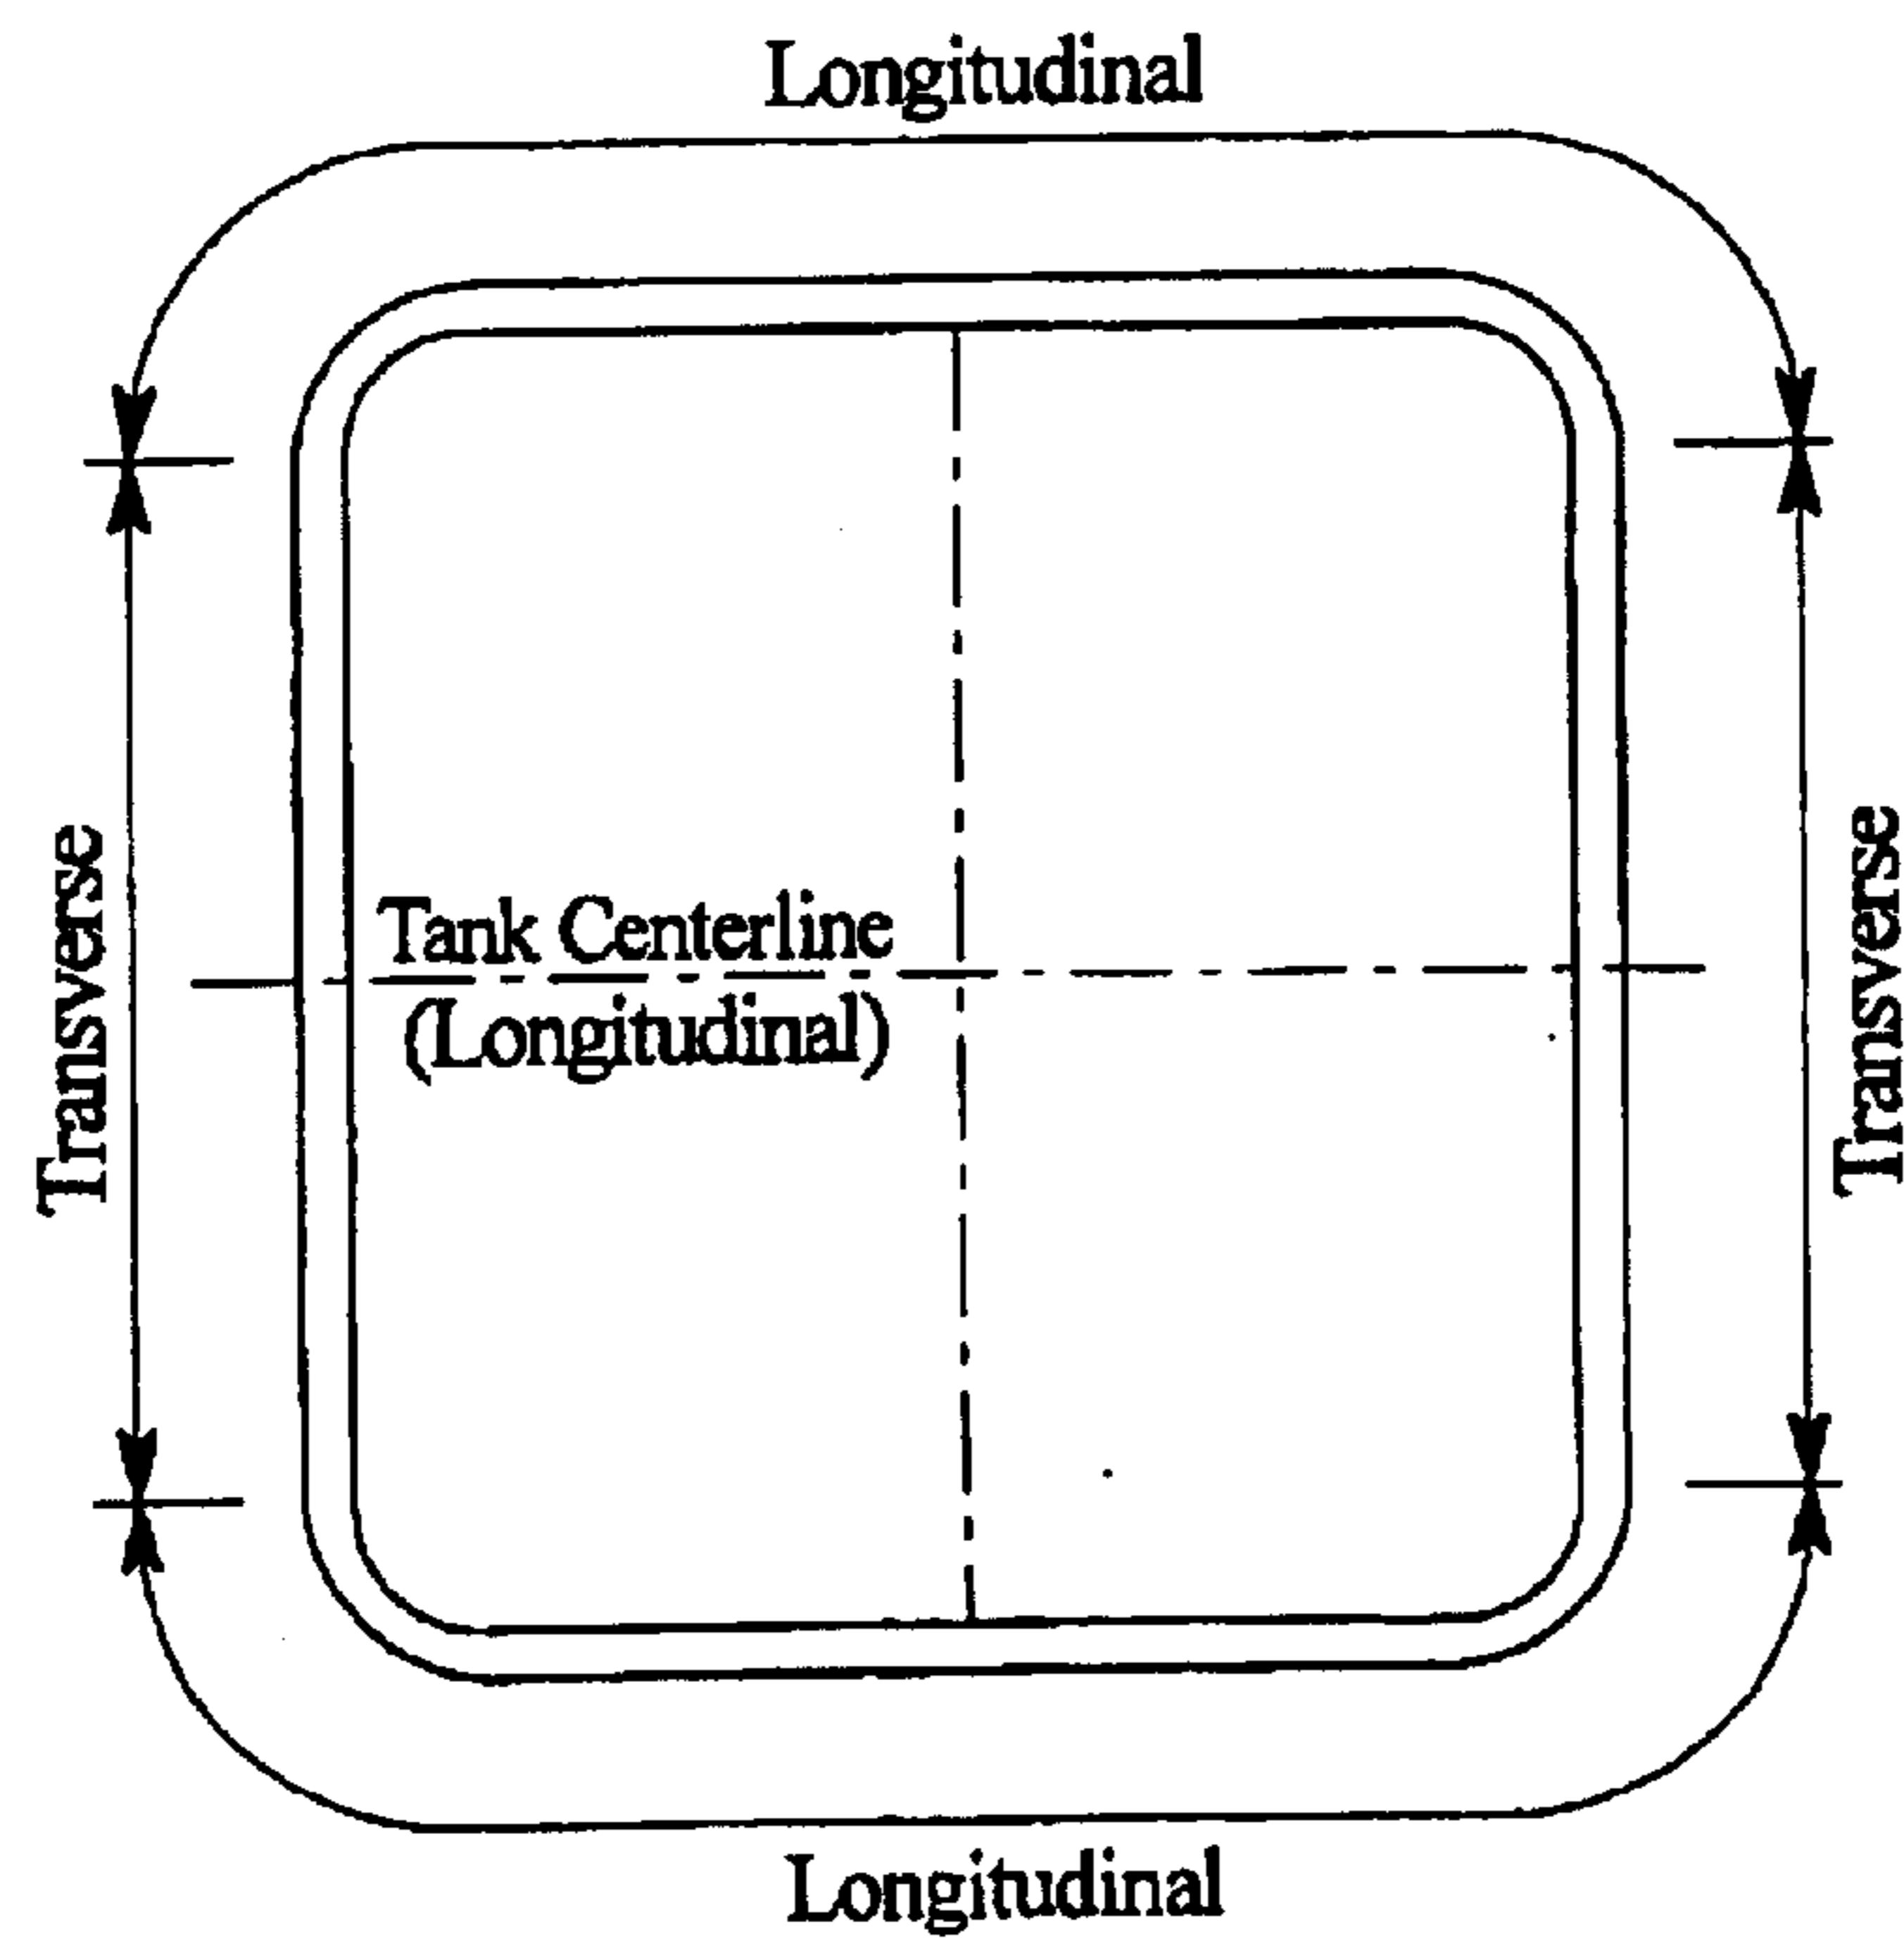 Longitudinal
Transverse
Tank Centerline
(Longitudinal)
Transverse
Longitudinal